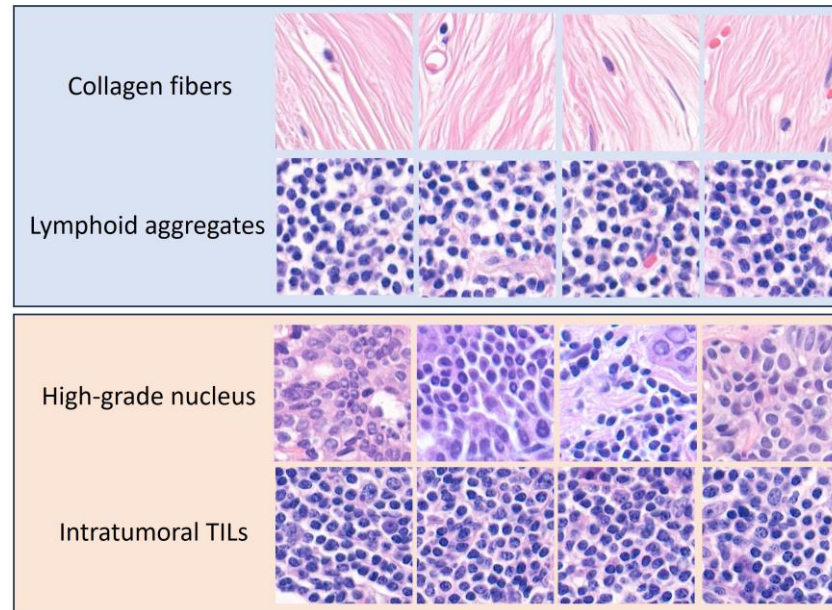 Collagen fibers
Lymphoid aggregates
High-grade nucleus
Intratumoral TILs